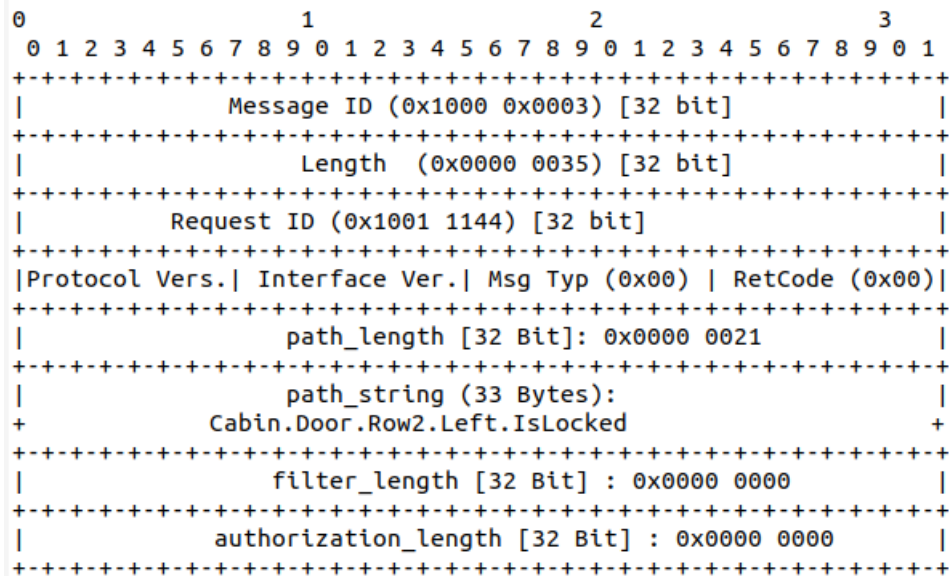 0                   1                   2                   3
 0 1 2 3 4 5 6 7 8 9 0 1 2 3 4 5 6 7 8 9 0 1 2 3 4 5 6 7 8 9 0 1
+-+-+-+-+-+-+-+-+-+-+-+-+-+-+-+-+-+-+-+-+-+-+-+-+-+-+-+-+-+-+-+-+
|              Message ID (0x1000 0x0003) [32 bit]              |
+-+-+-+-+-+-+-+-+-+-+-+-+-+-+-+-+-+-+-+-+-+-+-+-+-+-+-+-+-+-+-+-+
|                   Length  (0x0000 0035) [32 bit]              |
+-+-+-+-+-+-+-+-+-+-+-+-+-+-+-+-+-+-+-+-+-+-+-+-+-+-+-+-+-+-+-+-+
|          Request ID (0x1001 1144) [32 bit]                    |
+-+-+-+-+-+-+-+-+-+-+-+-+-+-+-+-+-+-+-+-+-+-+-+-+-+-+-+-+-+-+-+-+
|Protocol Vers.| Interface Ver.| Msg Typ (0x00) | RetCode (0x00)|
+-+-+-+-+-+-+-+-+-+-+-+-+-+-+-+-+-+-+-+-+-+-+-+-+-+-+-+-+-+-+-+-+
|                  path_length [32 Bit]: 0x0000 0021            |
+-+-+-+-+-+-+-+-+-+-+-+-+-+-+-+-+-+-+-+-+-+-+-+-+-+-+-+-+-+-+-+-+
|                  path_string (33 Bytes):                      |
+             Cabin.Door.Row2.Left.IsLocked                     +
+-+-+-+-+-+-+-+-+-+-+-+-+-+-+-+-+-+-+-+-+-+-+-+-+-+-+-+-+-+-+-+-+
|                 filter_length [32 Bit] : 0x0000 0000          |
+-+-+-+-+-+-+-+-+-+-+-+-+-+-+-+-+-+-+-+-+-+-+-+-+-+-+-+-+-+-+-+-+
|             authorization_length [32 Bit] : 0x0000 0000       |
+-+-+-+-+-+-+-+-+-+-+-+-+-+-+-+-+-+-+-+-+-+-+-+-+-+-+-+-+-+-+-+-+